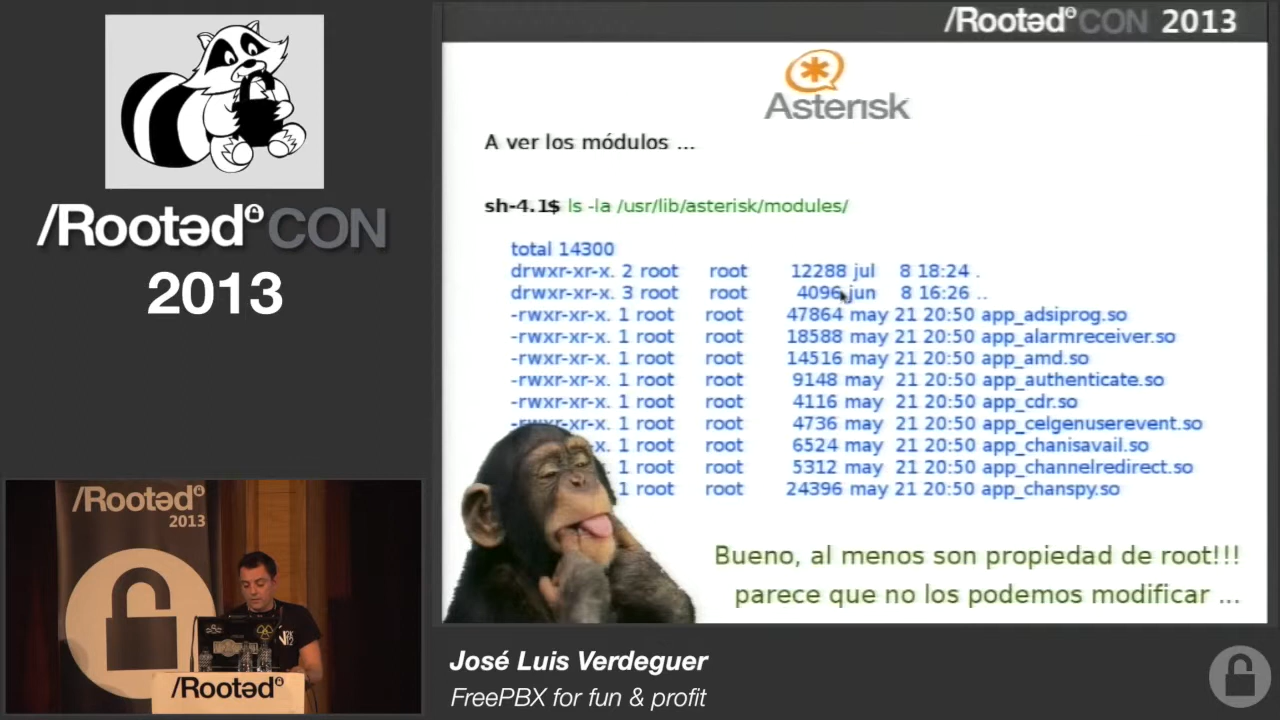 /RootedCON
2013
/RootedCON 2013
Asterisk
A ver los módulos ...
sh-4.1$ ls -la /usr/lib/asterisk/modules/
total 14300
drwxr-xr-x. 2 root root 12288 jul 8 18:24 .
drwxr-xr-x. 3 root root 4096 jun 8 16:26 ..
-rwxr-xr-x. 1 root root 47864 may 21 20:50 app_adsiprog.so
-rwxr-xr-x. 1 root root 18588 may 21 20:50 app_alarmreceiver.so
-rwxr-xr-x. 1 root root 14516 may 21 20:50 app_amd.so
-rwxr-xr-x. 1 root root 9148 may 21 20:50 app_authenticate.so
-rwxr-xr-x. 1 root root 4116 may 21 20:50 app_cdr.so
-rwxr-xr-x. 1 root root 4736 may 21 20:50 app_celgenuserevent.so
. 1 root root 6524 may 21 20:50 app_chanisavail.so
. 1 root root 5312 may 21 20:50 app_channelredirect.so
1 root root 24396 may 21 20:50 app_chanspy.so
Bueno, al menos son propiedad de root!!!
parece que no los podemos modificar ...
/Rooted
2013
/Rooted
José Luis Verdeguer
FreePBX for fun & profit